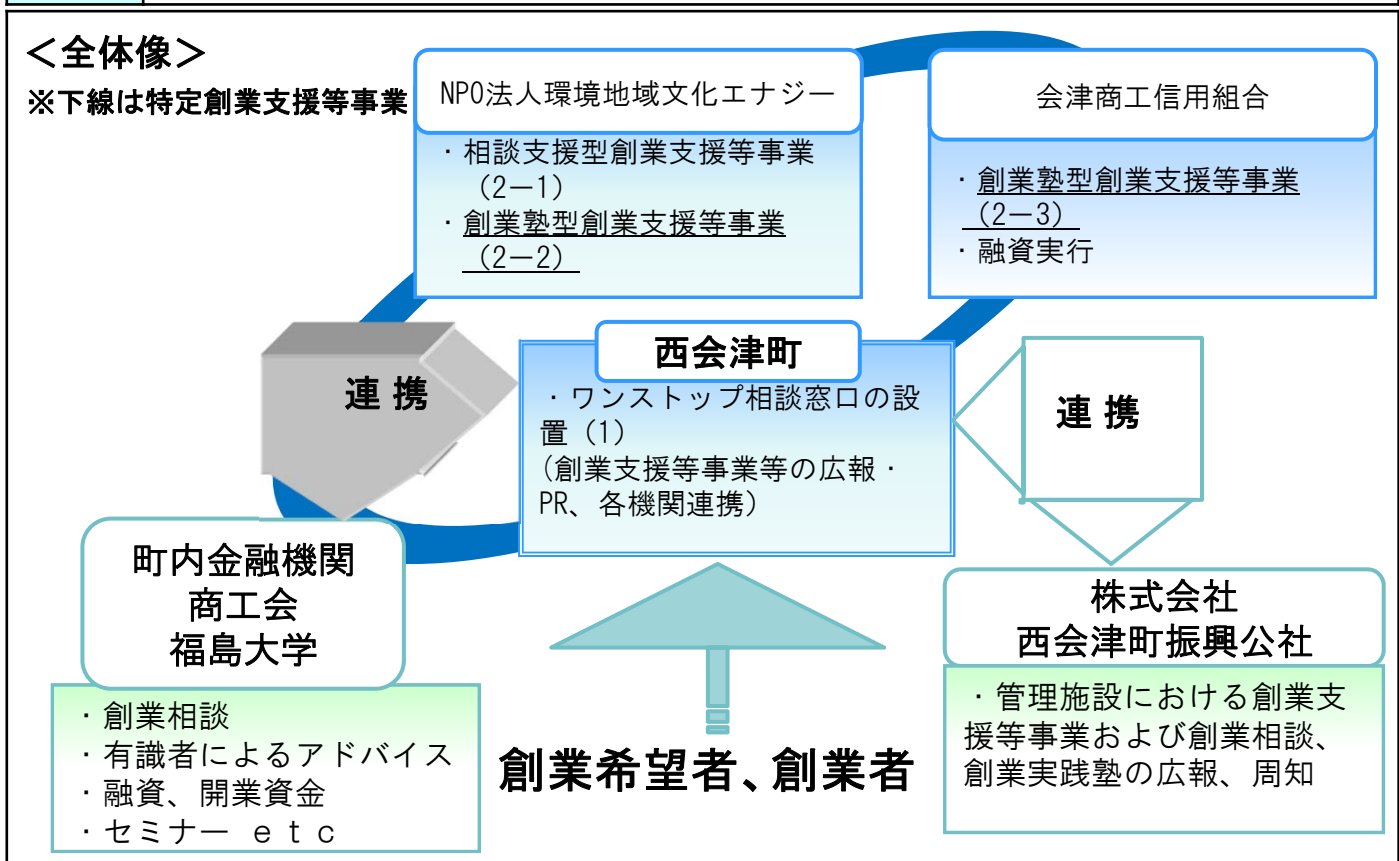 ＜全体像＞
※下線は特定創業支援等事業
NPO法人環境地域文化エナジー
・相談支援型創業支援等事業
（2－1）
・創業塾型創業支援等事業
（2－2）
会津商工信用組合
・創業塾型創業支援等事業
（2－3）
・融資実行
連 携
西会津町
・ワンストップ相談窓口の設
置（1）
（創業支援等事業等の広報・
PR、各機関連携）
連 携
町内金融機関
商工会
福島大学
・創業相談
・有識者によるアドバイス
・融資、開業資金
・セミナー ｅｔｃ
創業希望者、創業者
株式会社
西会津町振興公社
・管理施設における創業支
援等事業および創業相談、
創業実践塾の広報、周知